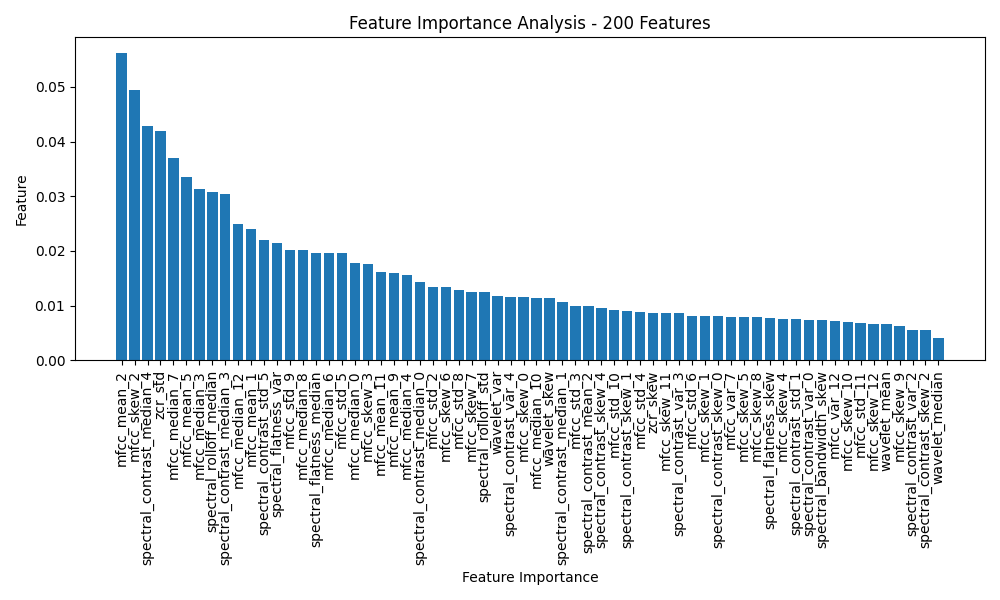 Feature Importance Analysis - 200 Features
Feature
0.05
0.04
0.03
0.02
0.01
0.00
mfcc_mean_2
mfcc_skew_2
spectral_contrast_median_4
zcr_std
mfcc_median_7
mfcc_mean_5
mfcc_median_3
spectral_rolloff_median
spectral_contrast_median_3
mfcc_median_12
mfcc_mean_1
spectral_contrast_std_5
spectral_flatness_var
mfcc_std_9
mfcc_median_8
spectral_flatness_median
mfcc_median_6
mfcc_std_5
mfcc_median_0
mfcc_skew_3
mfcc_mean_11
mfcc_mean_9
mfcc_median_4
spectral_contrast_median_0
mfcc_std_2
mfcc_skew_6
mfcc_std_8
mfcc_skew_7
spectral_rolloff_std
wavelet_var
spectral_contrast_var_4
mfcc_skew_0
mfcc_median_10
wavelet_skew
spectral_contrast_median_1
mfcc_std_3
spectral_contrast_mean_2
spectral_contrast_skew_4
mfcc_std_10
spectral_contrast_skew_1
mfcc_std_4
zcr_skew
mfcc_skew_11
spectral_contrast_var_3
mfcc_std_6
mfcc_skew_1
spectral_contrast_skew_0
mfcc_var_7
mfcc_skew_5
mfcc_skew_8
spectral_flatness_skew
mfcc_skew_4
spectral_contrast_std_1
spectral_contrast_var_0
spectral_bandwidth_skew
mfcc_var_12
mfcc_skew_10
mfcc_std_11
mfcc_skew_12
wavelet_mean
mfcc_skew_9
spectral_contrast_var_2
spectral_contrast_skew_2
wavelet_median
Feature Importance